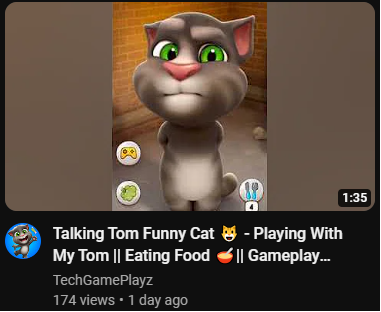 4
1:35
Talking Tom Funny Cat 😺 - Playing With
My Tom || Eating Food 🍲|| Gameplay...
TechGamePlayz
174 views • 1 day ago